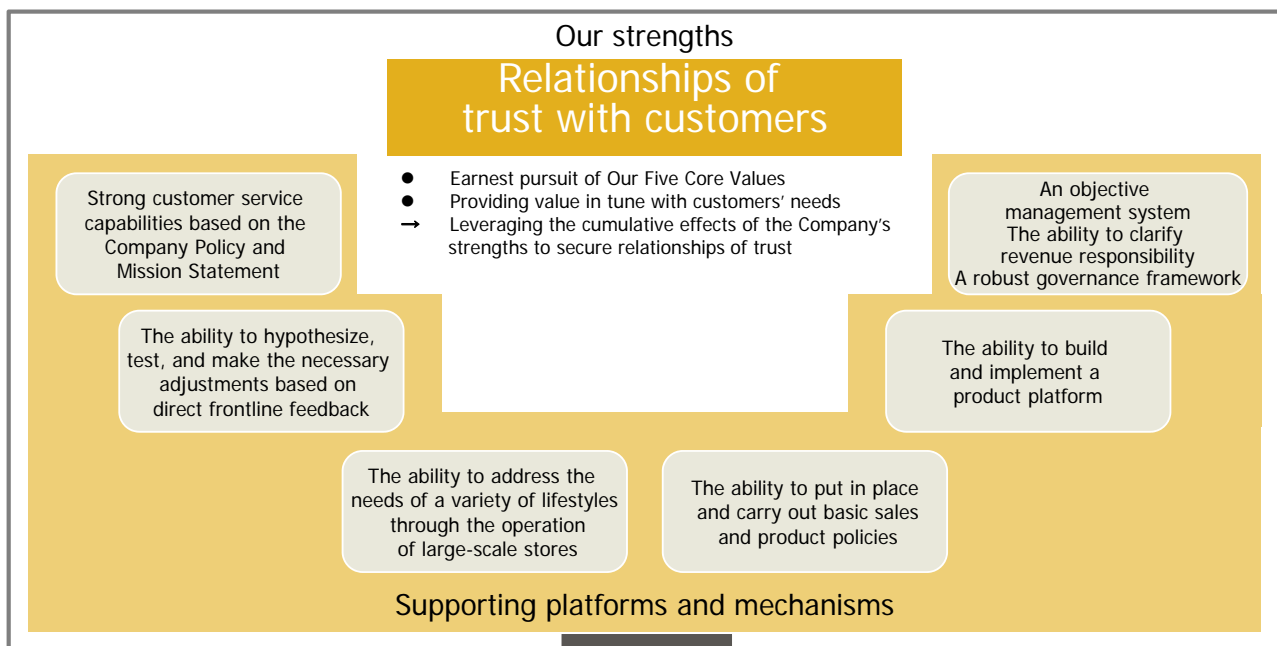 Our strengths
Relationships of
trust with customers
● Earnest pursuit of Our Five Core Values
● Providing value in tune with customers' needs
→ Leveraging the cumulative effects of the Company's
strengths to secure relationships of trust
Strong customer service
capabilities based on the
Company Policy and
Mission Statement
An objective
management system
The ability to clarify
revenue responsibility
A robust governance framework
The ability to hypothesize,
test, and make the necessary
adjustments based on
direct frontline feedback
The ability to build
and implement a
product platform
The ability to address the
needs of a variety of lifestyles
through the operation
of large-scale stores
The ability to put in place
and carry out basic sales
and product policies
Supporting platforms and mechanisms